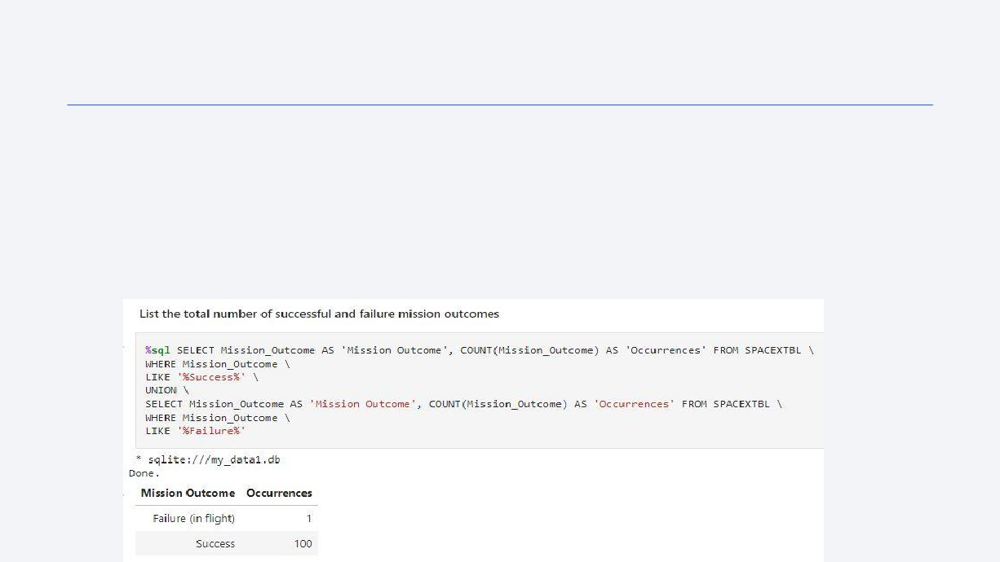 List the total number of successful and failure mission outcomes
%sql SELECT Mission_Outcome AS 'Mission Outcome', COUNT(Mission_Outcome) AS 'Occurrences' FROM SPACEXTBL \
WHERE Mission_Outcome \
LIKE '%Success%' \
UNION \
SELECT Mission_Outcome AS 'Mission Outcome', COUNT(Mission_Outcome) AS 'Occurrences' FROM SPACEXTBL \
WHERE Mission_Outcome \
LIKE '%Failure%'
* sqlite:///my_data1.db
Done.
Mission Outcome Occurrences
Failure (in flight) 1
Success 100